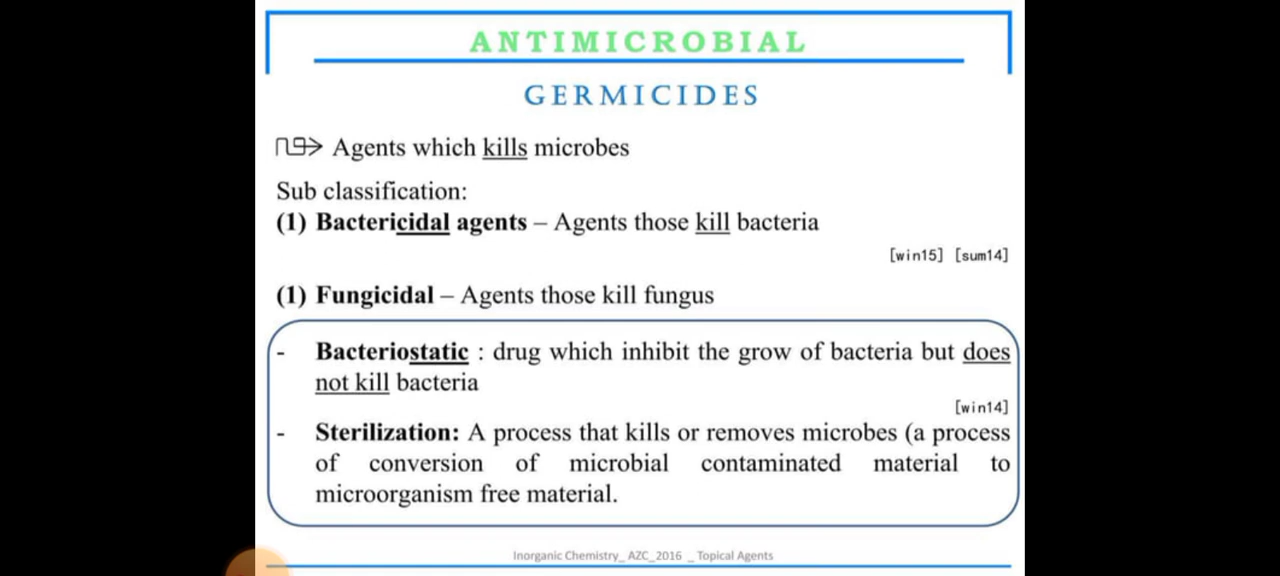 ANTIMICROBIAL
GERMICIDES
Agents which kills microbes
Sub classification:
(1) Bactericidal agents – Agents those kill bacteria
[win15] [sum14]
(1) Fungicidal – Agents those kill fungus
- Bacteriostatic : drug which inhibit the grow of bacteria but does
not kill bacteria
[win14]
- Sterilization: A process that kills or removes microbes (a process
of conversion of microbial contaminated material to
microorganism free material.
Inorganic Chemistry_ AZC_2016 _ Topical Agents